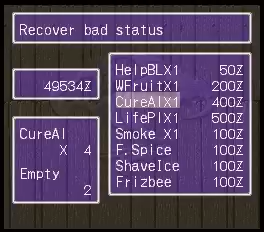 Recover bad status
49534Z
CureAl
X 4
Empty
2
HelpBLX1 50Z
WFruitX1 200Z
CureAlX1 400Z
LifePlX1 500Z
Smoke X1 100Z
F.Spice 100Z
ShaveIce 100Z
Frizbee 100Z